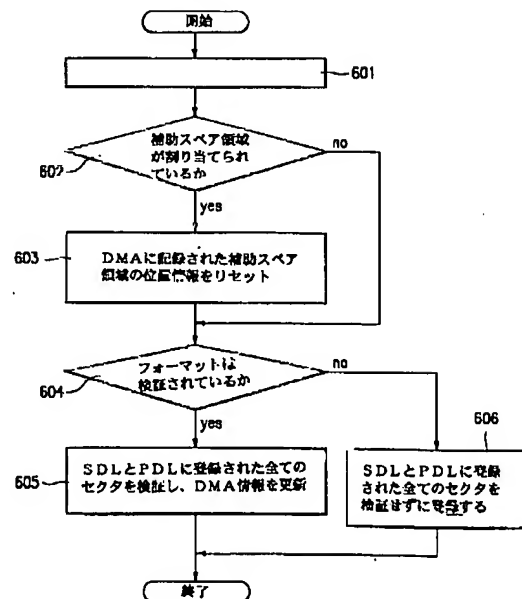 開始
601
補助スペア領域
が割り当てられ
ているか
no
602
yes
603
DMAに記録された補助スペア
領域の位置情報をリセット
フォーマットは
検証されているか
no
604
yes
606
605
SDLとPDLに登録された全ての
セクタを検証し、DMA情報を更新
SDLとPDLに登録
された全てのセクタを
検証せずに登録する
終了